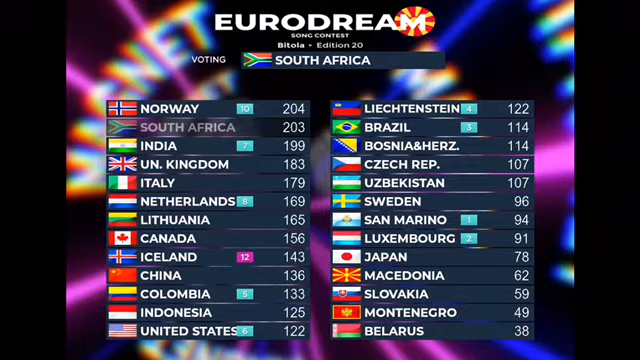 EURODREAM
SONG CONTEST
Bitola - Edition 20
VOTING SOUTH AFRICA
NORWAY 10 204
SOUTH AFRICA 203
INDIA 7 199
UN. KINGDOM 183
ITALY 179
NETHERLANDS 8 169
LITHUANIA 165
CANADA 156
ICELAND 12 143
CHINA 136
COLOMBIA 5 133
INDONESIA 125
UNITED STATES 6 122
LIECHTENSTEIN 4 122
BRAZIL 3 114
BOSNIA&HERZ. 114
CZECH REP. 107
UZBEKISTAN 107
SWEDEN 96
SAN MARINO 1 94
LUXEMBOURG 2 91
JAPAN 78
MACEDONIA 62
SLOVAKIA 59
MONTENEGRO 49
BELARUS 38